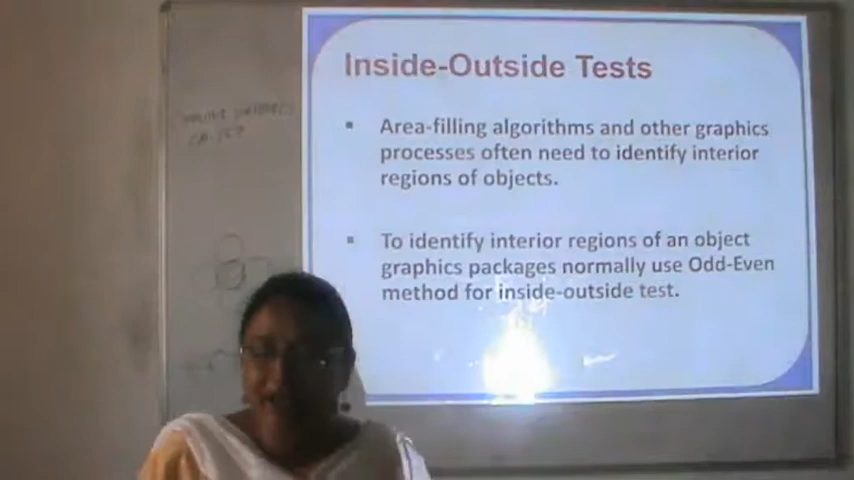 Inside-Outside Tests
▪ Area-filling algorithms and other graphics
processes often need to identify interior
regions of objects.
▪ To identify interior regions of an object
graphics packages normally use Odd-Even
method for inside-outside test.